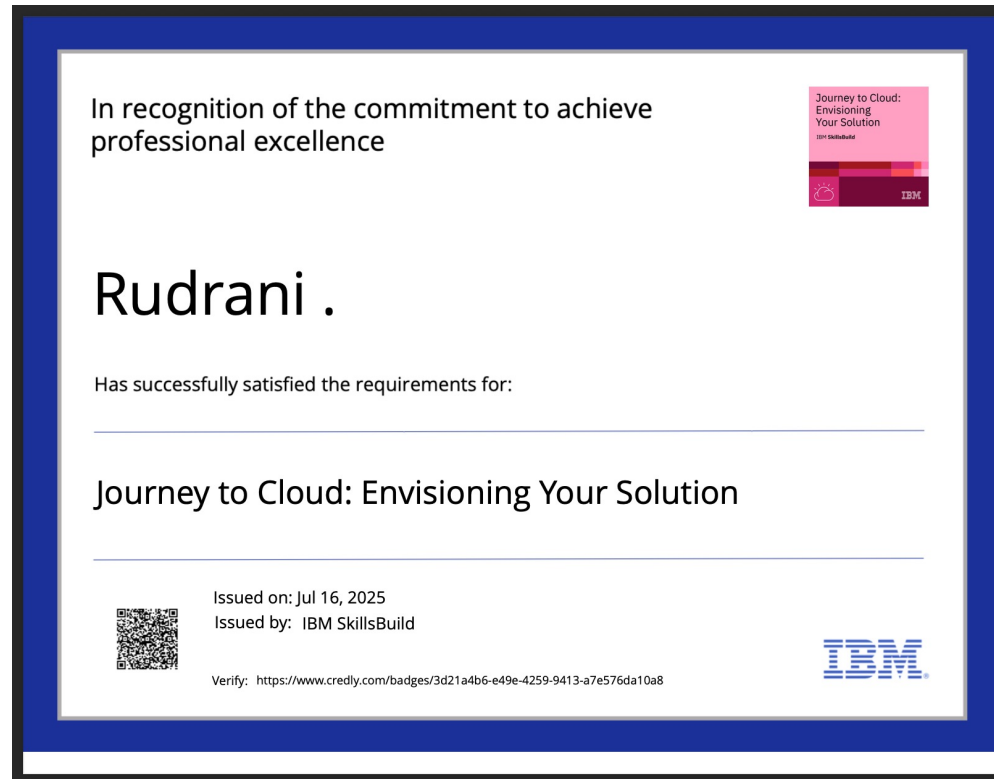 In recognition of the commitment to achieve
professional excellence
Journey to Cloud:
Envisioning
Your Solution
IBM SkillsBuild
IBM
Rudrani .
Has successfully satisfied the requirements for:
Journey to Cloud: Envisioning Your Solution
Issued on: Jul 16, 2025
Issued by: IBM SkillsBuild
Verify: https://www.credly.com/badges/3d21a4b6-e49e-4259-9413-a7e576da10a8
IBM®